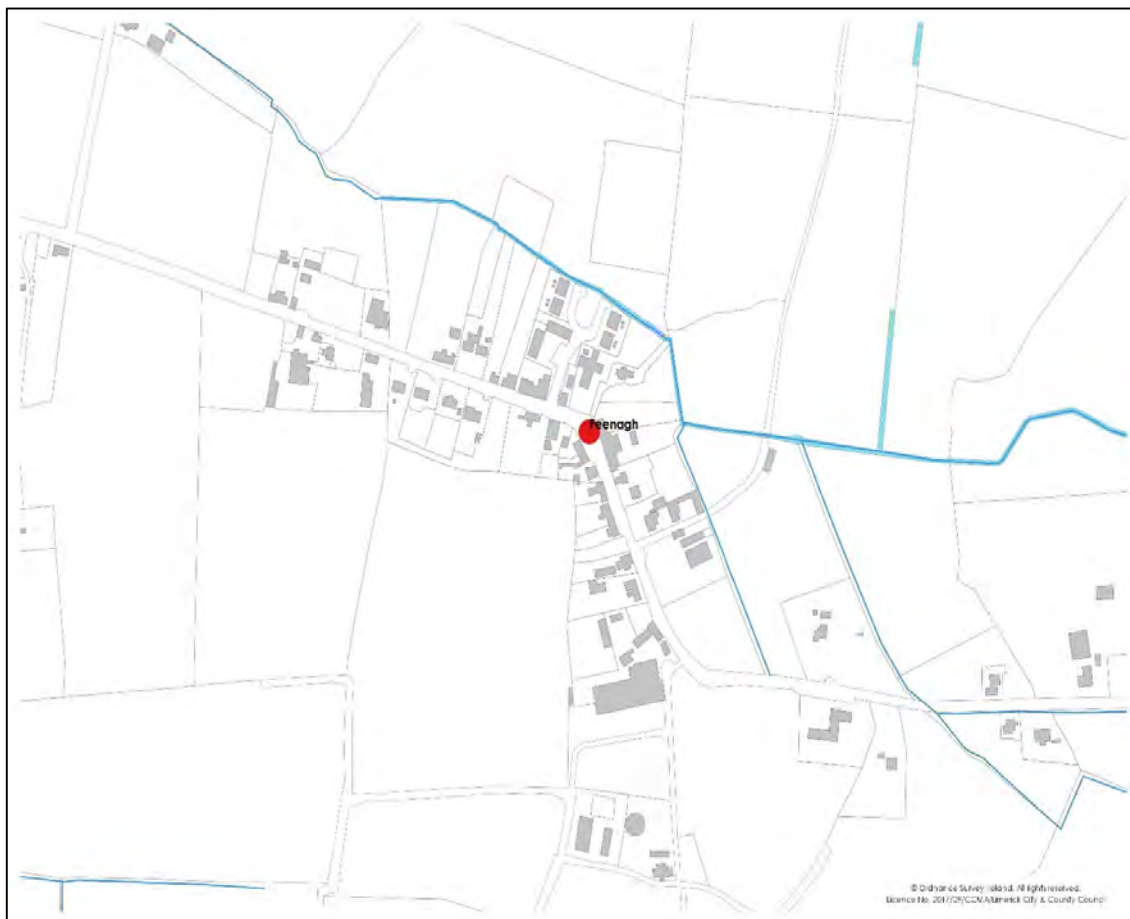 Feenagh
© Ordnance Survey Ireland. All rights reserved.
Licence No. 2017/29/CCMA/Limerick City & County Council